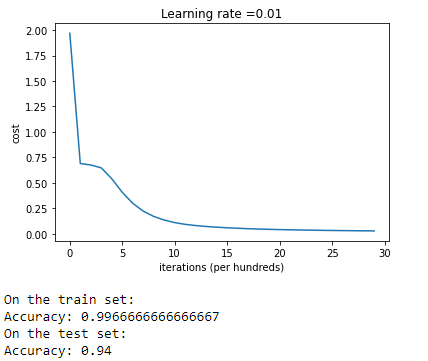 Learning rate =0.01
2.00
1.75
1.50
1.25
1.00
0.75
0.50
0.25
0.00
cost
0 5 10 15 20 25 30
iterations (per hundreds)
On the train set:
Accuracy: 0.9966666666666667
On the test set:
Accuracy: 0.94